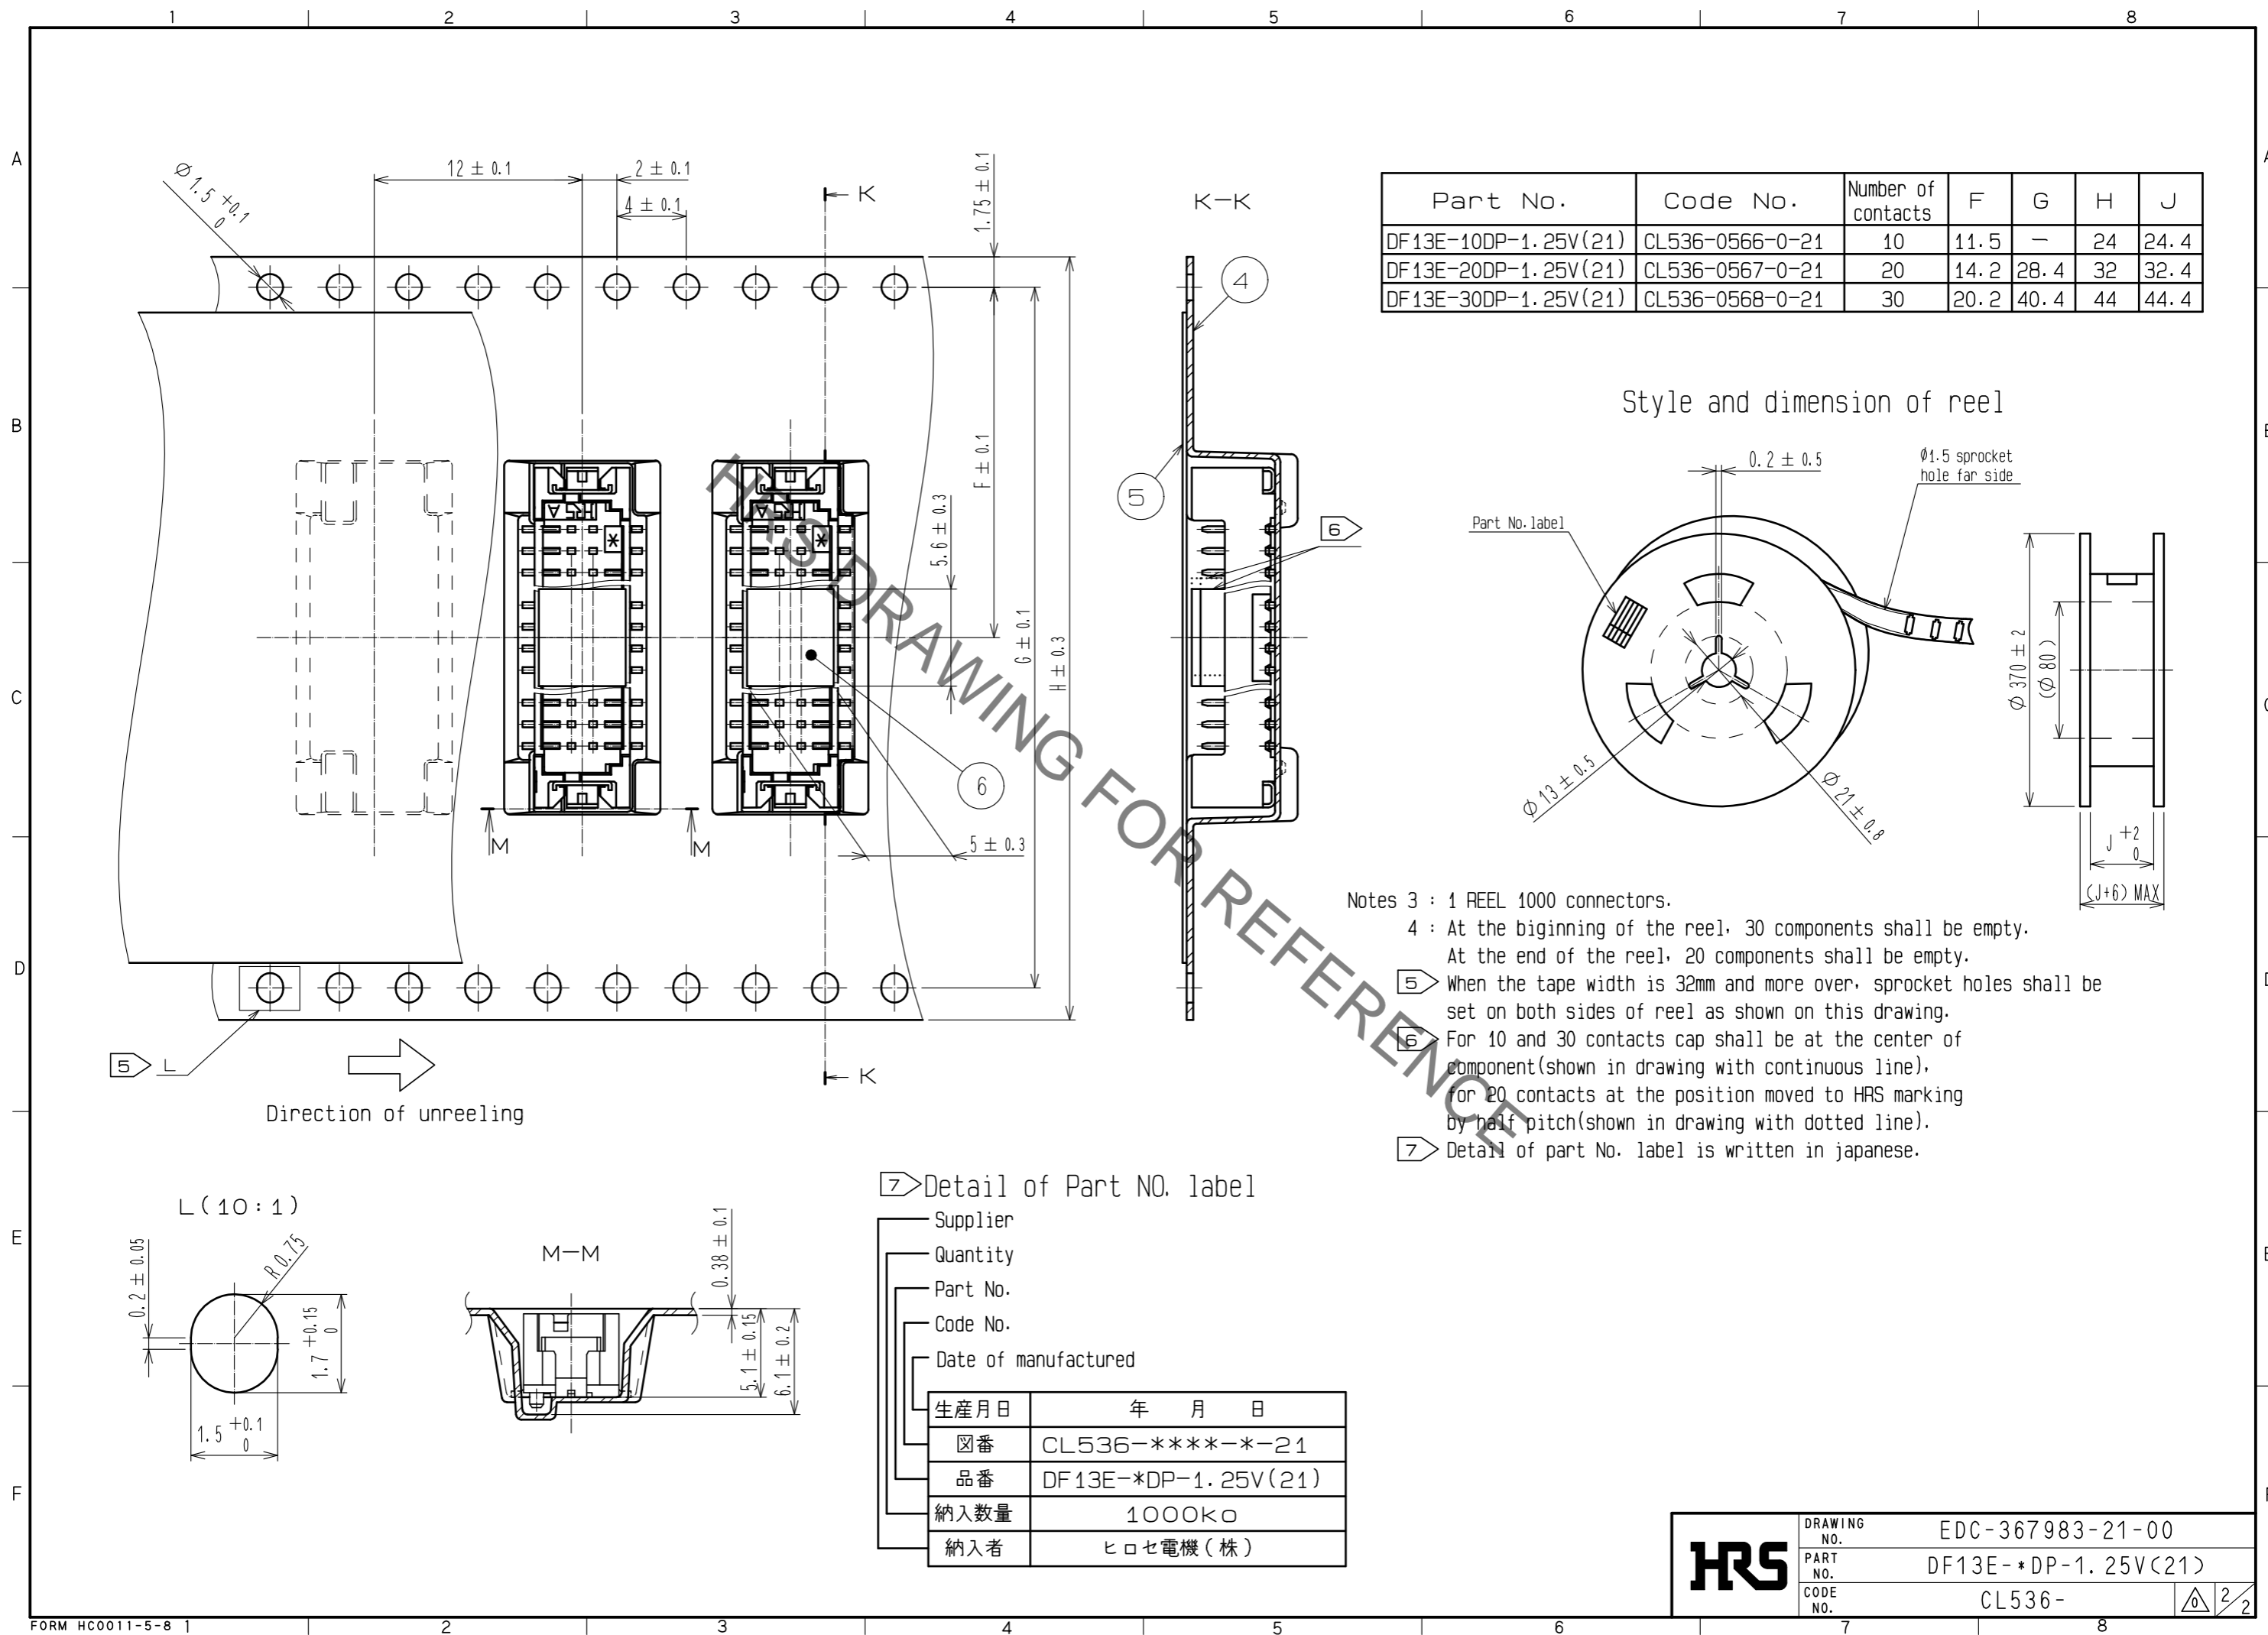 1 2 3 4 5 6 7 8
A
B
C
D
E
F
Ø1.5 +0.1 0
12 ± 0.1
2 ± 0.1
4 ± 0.1
K
1.75 ± 0.1
F ± 0.1
G ± 0.1
H ± 0.3
5.6 ± 0.3
5 ± 0.3
6
M M
K
5 L
Direction of unreeling
K-K
4
5
6
Part No. Code No. Number of contacts F G H J
DF13E-10DP-1.25V(21) CL536-0566-0-21 10 11.5 — 24 24.4
DF13E-20DP-1.25V(21) CL536-0567-0-21 20 14.2 28.4 32 32.4
DF13E-30DP-1.25V(21) CL536-0568-0-21 30 20.2 40.4 44 44.4
Style and dimension of reel
0.2 ± 0.5
Ø1.5 sprocket
hole far side
Part No.label
Ø 13 ± 0.5
Ø 21 ± 0.8
Ø 370 ± 2
(Ø 80)
J +2 0
(J+6) MAX
HRS DRAWING FOR REFERENCE
Notes 3 : 1 REEL 1000 connectors.
4 : At the biginning of the reel, 30 components shall be empty.
At the end of the reel, 20 components shall be empty.
5 When the tape width is 32mm and more over, sprocket holes shall be
set on both sides of reel as shown on this drawing.
6 For 10 and 30 contacts cap shall be at the center of
component(shown in drawing with continuous line),
for 20 contacts at the position moved to HRS marking
by half pitch(shown in drawing with dotted line).
7 Detail of part No. label is written in japanese.
L(10:1)
0.2 ± 0.05
R 0.75
1.7 +0.15 0
1.5 +0.1 0
M-M
0.38 ± 0.1
5.1 ± 0.15
6.1 ± 0.2
7 Detail of Part NO. label
Supplier
Quantity
Part No.
Code No.
Date of manufactured
生産月日 年 月 日
図番 CL536-****-*-21
品番 DF13E-*DP-1.25V(21)
納入数量 1000ko
納入者 ヒロセ電機(株)
HRS
DRAWING NO. EDC-367983-21-00
PART NO. DF13E-*DP-1.25V(21)
CODE NO. CL536- 0 2/2
FORM HC0011-5-8 1 2 3 4 5 6 7 8